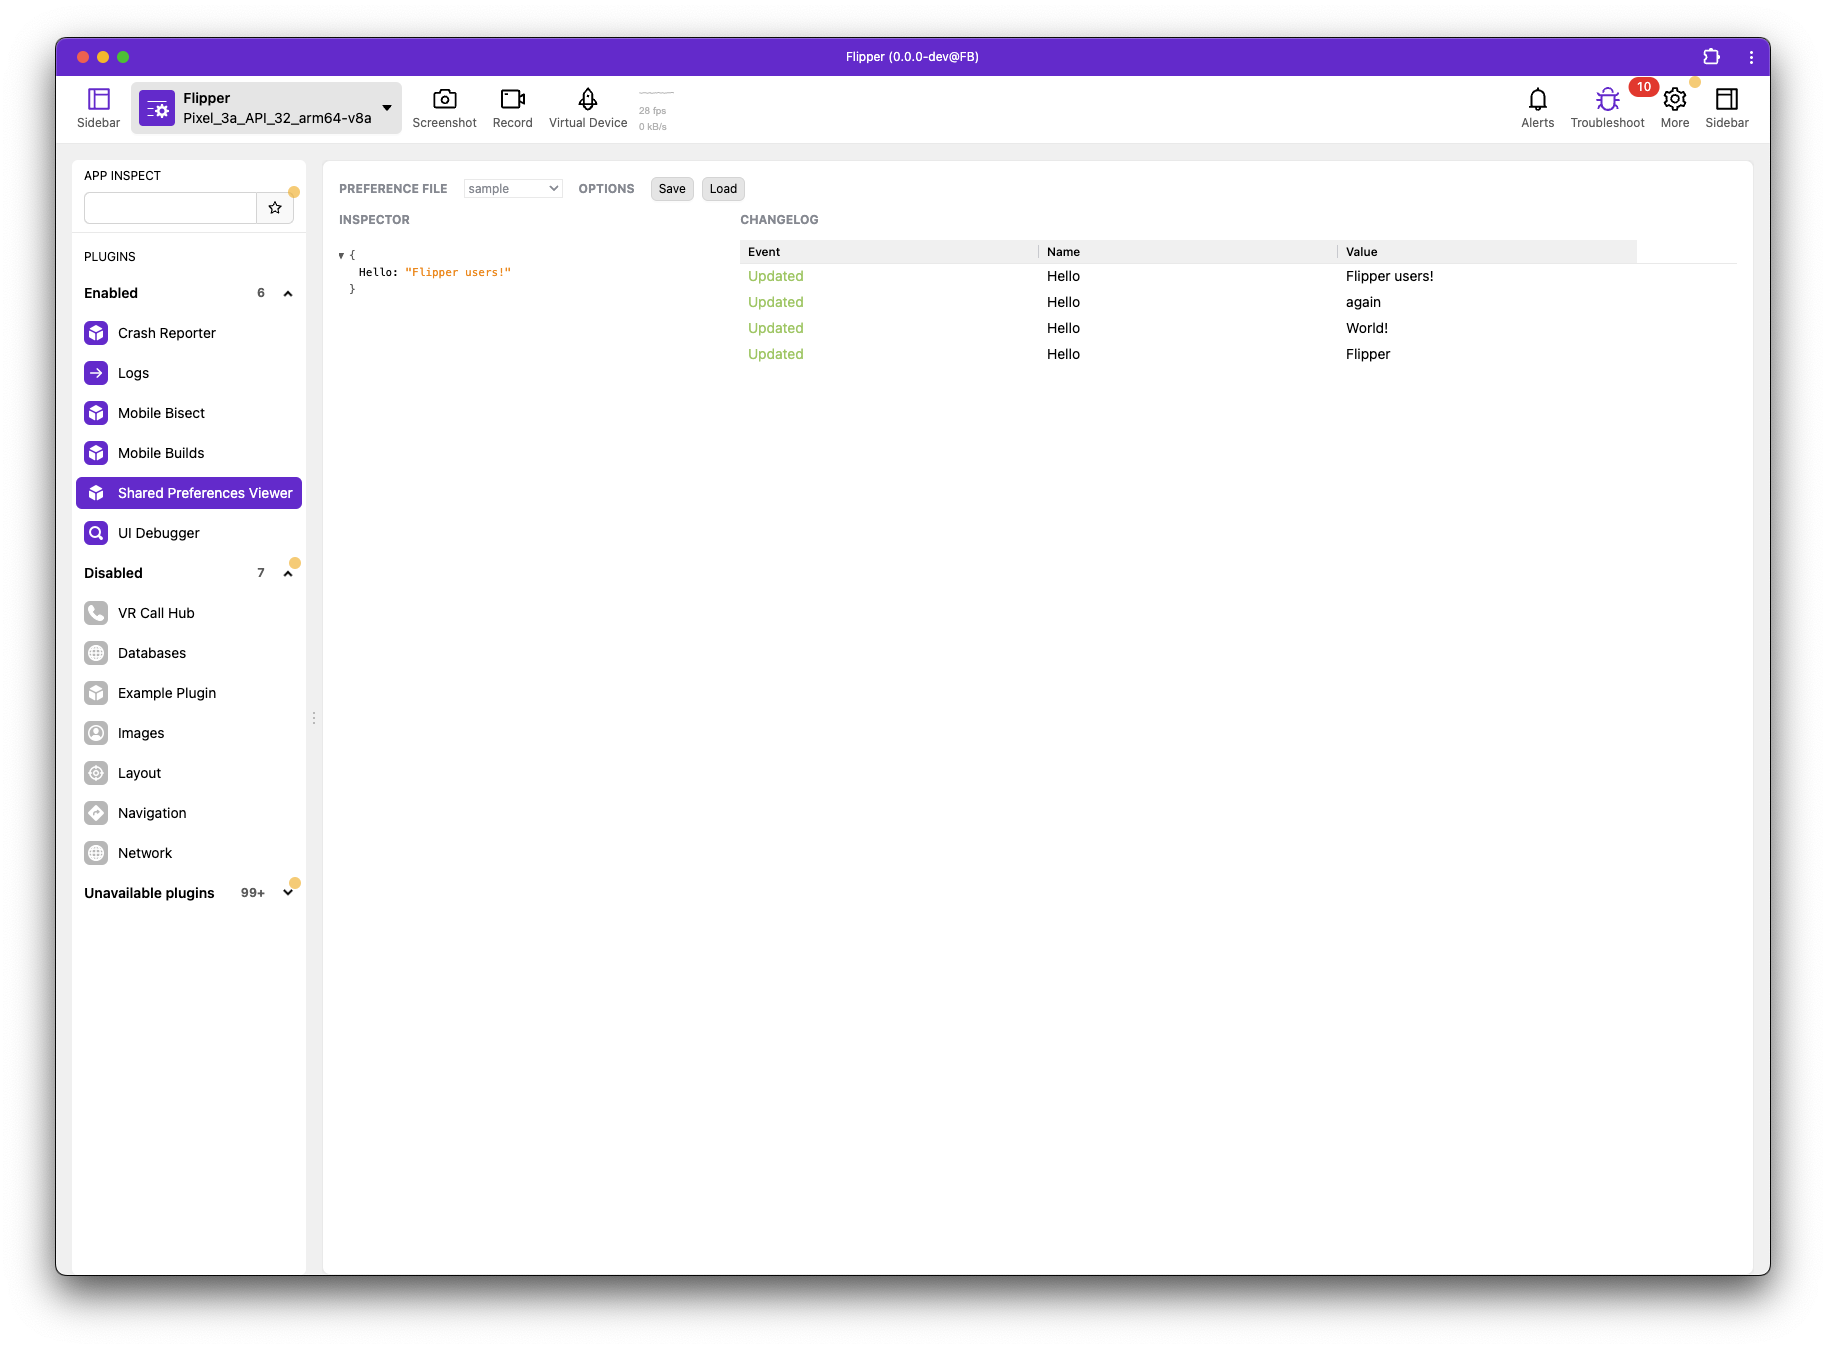 Flipper (0.0.0-dev@FB)
Sidebar
Flipper
Pixel_3a_API_32_arm64-v8a
Screenshot
Record
Virtual Device
28 fps
0 kB/s
Alerts
Troubleshoot
10
More
Sidebar
APP INSPECT
PLUGINS
Enabled 6
Crash Reporter
Logs
Mobile Bisect
Mobile Builds
Shared Preferences Viewer
UI Debugger
Disabled 7
VR Call Hub
Databases
Example Plugin
Images
Layout
Navigation
Network
Unavailable plugins 99+
PREFERENCE FILE sample OPTIONS Save Load
INSPECTOR
{
Hello: "Flipper users!"
}
CHANGELOG
Event Name Value
Updated Hello Flipper users!
Updated Hello again
Updated Hello World!
Updated Hello Flipper